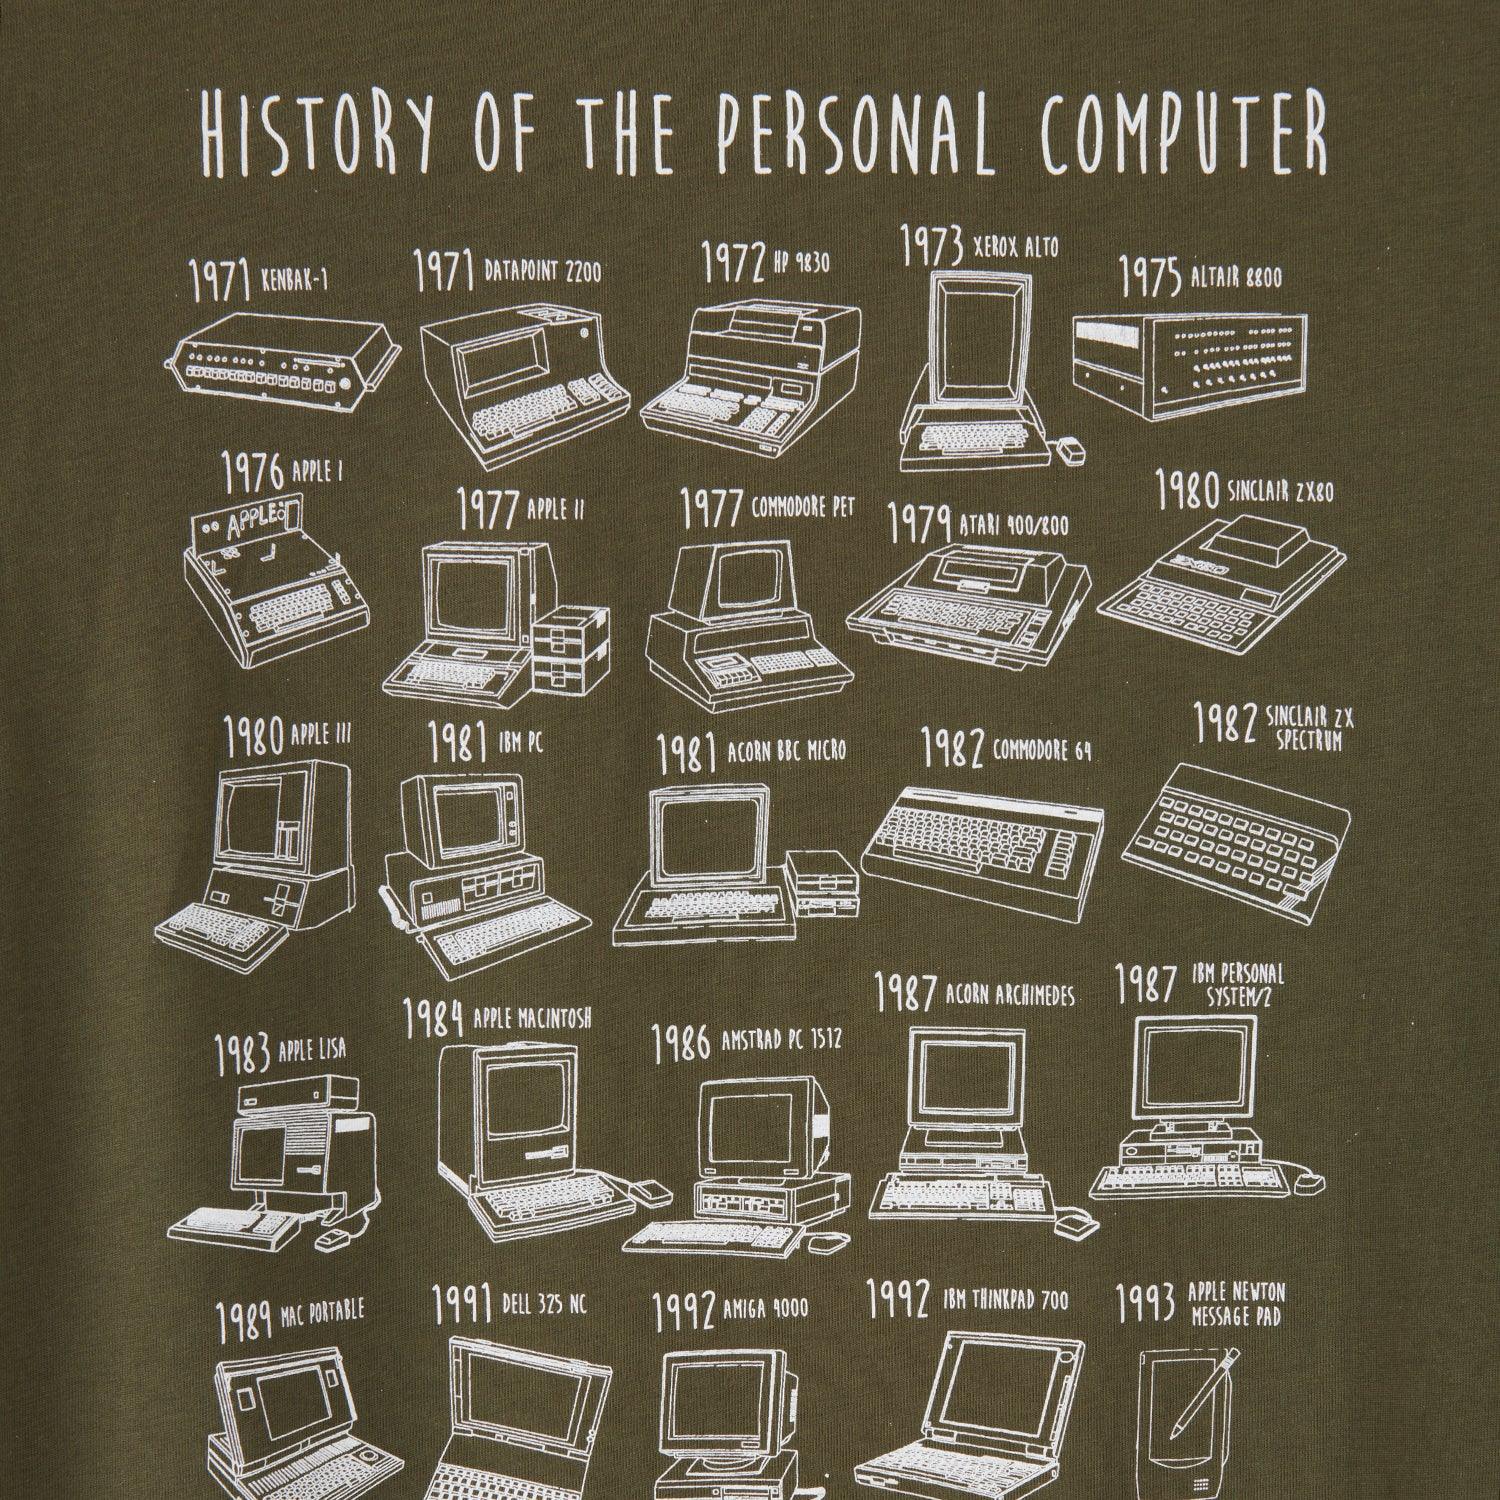 HISTORY OF THE PERSONAL COMPUTER
1971 KENBAK-1
1971 DATAPOINT 2200
1972 HP 9830
1973 XEROX ALTO
1975 ALTAIR 8800
1976 APPLE I
APPLE
1977 APPLE II
1977 COMMODORE PET
1979 ATARI 400/800
1980 SINCLAIR ZX80
ZX80
1980 APPLE III
1981 IBM PC
1981 ACORN BBC MICRO
1982 COMMODORE 64
1982 SINCLAIR ZX
SPECTRUM
1983 APPLE LISA
1984 APPLE MACINTOSH
1986 AMSTRAD PC 1512
1987 ACORN ARCHIMEDES
1987 IBM PERSONAL
SYSTEM/2
1989 MAC PORTABLE
1991 DELL 325 NC
1992 AMIGA 4000
1992 IBM THINKPAD 700
1993 APPLE NEWTON
MESSAGE PAD